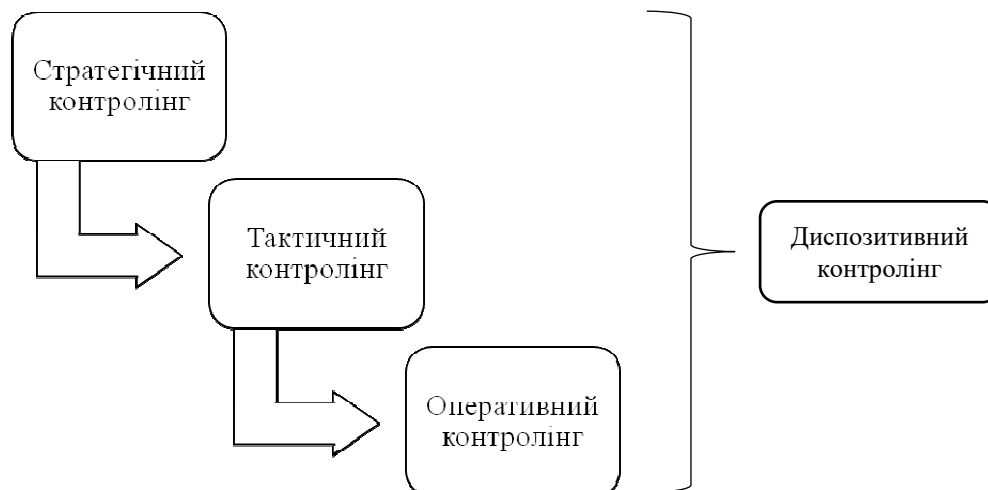 Стратегічний
контролінг
Тактичний
контролінг
Оперативний
контролінг
Диспозитивний
контролінг